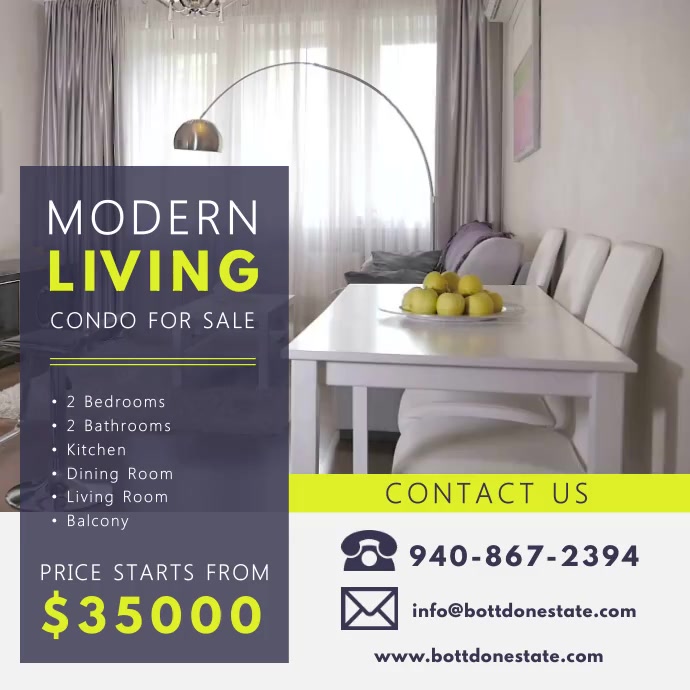 MODERN
LIVING
CONDO FOR SALE
• 2 Bedrooms
• 2 Bathrooms
• Kitchen
• Dining Room
• Living Room
• Balcony
PRICE STARTS FROM
$35000
CONTACT US
940-867-2394
info@bottdonestate.com
www.bottdonestate.com